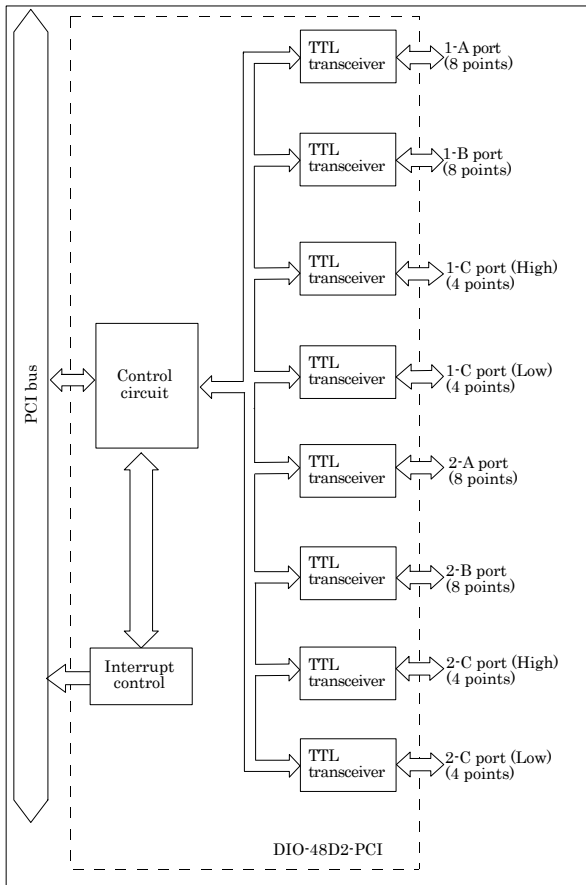 TTL
transceiver
1-A port
(8 points)
TTL
transceiver
1-B port
(8 points)
TTL
transceiver
1-C port (High)
(4 points)
TTL
transceiver
1-C port (Low)
(4 points)
PCI bus
Control
circuit
TTL
transceiver
2-A port
(8 points)
TTL
transceiver
2-B port
(8 points)
Interrupt
control
TTL
transceiver
2-C port (High)
(4 points)
TTL
transceiver
2-C port (Low)
(4 points)
DIO-48D2-PCI